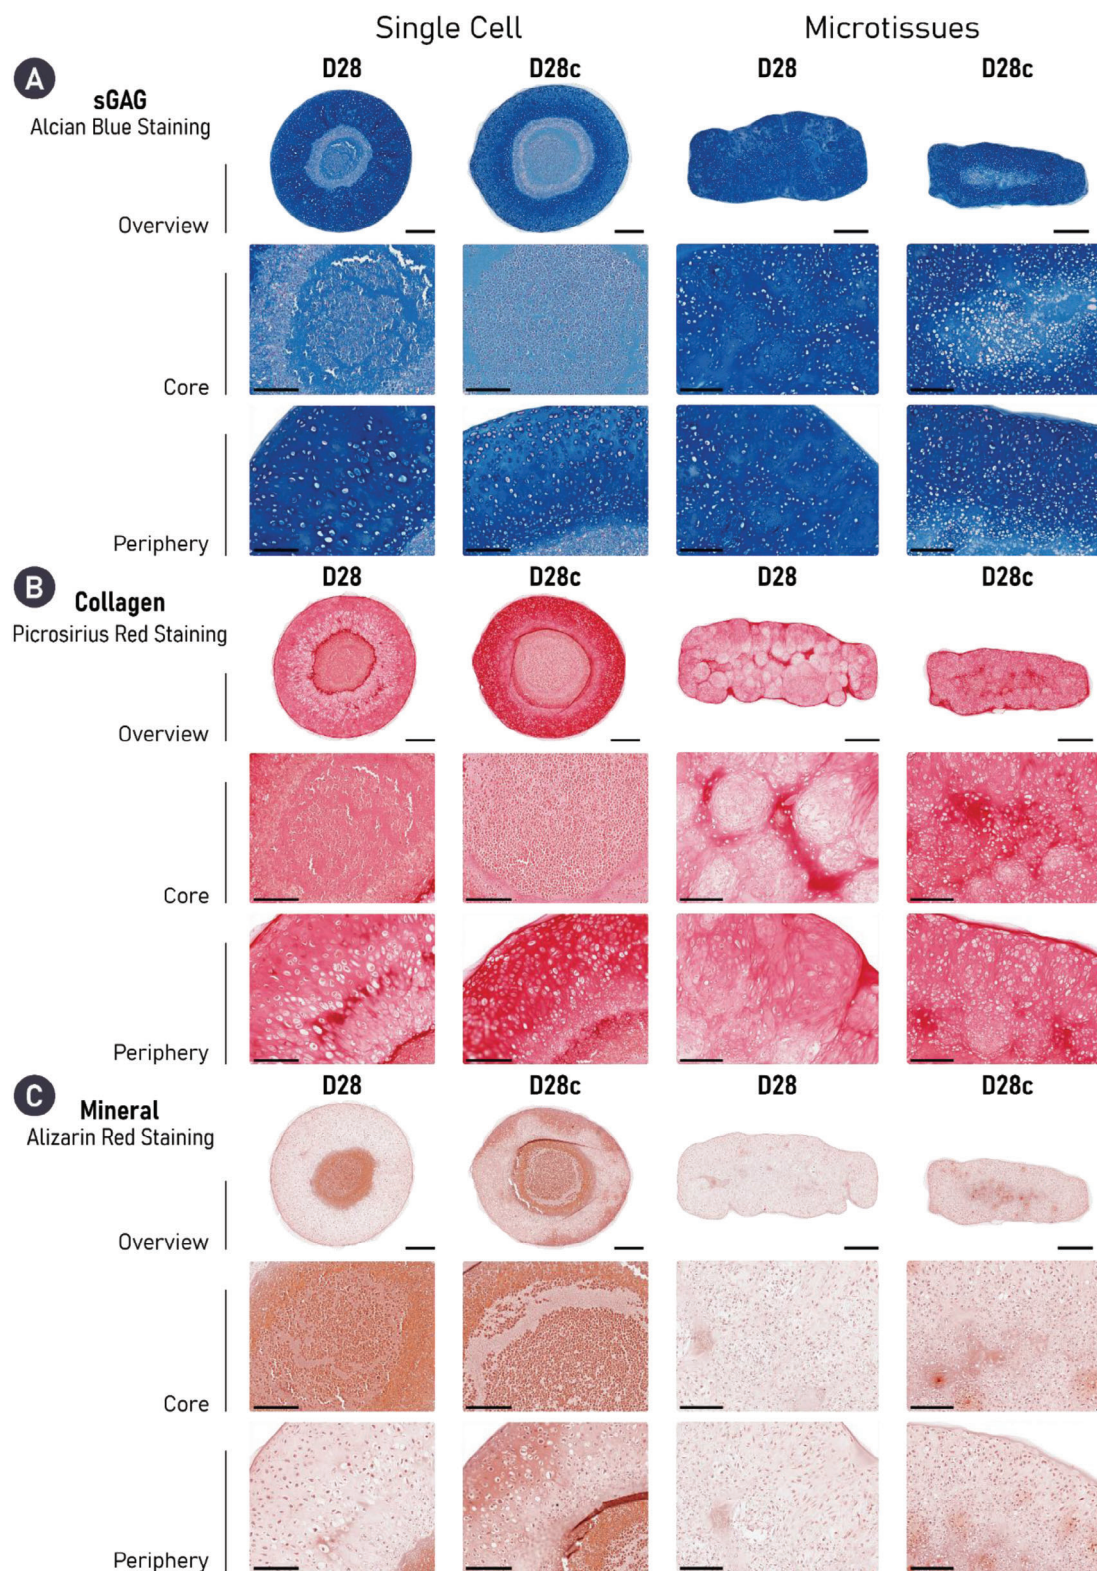 Single Cell Microtissues
A D28 D28c D28 D28c
sGAG
Alcian Blue Staining
Overview
Core
Periphery
B D28 D28c D28 D28c
Collagen
Picrosirius Red Staining
Overview
Core
Periphery
C D28 D28c D28 D28c
Mineral
Alizarin Red Staining
Overview
Core
Periphery